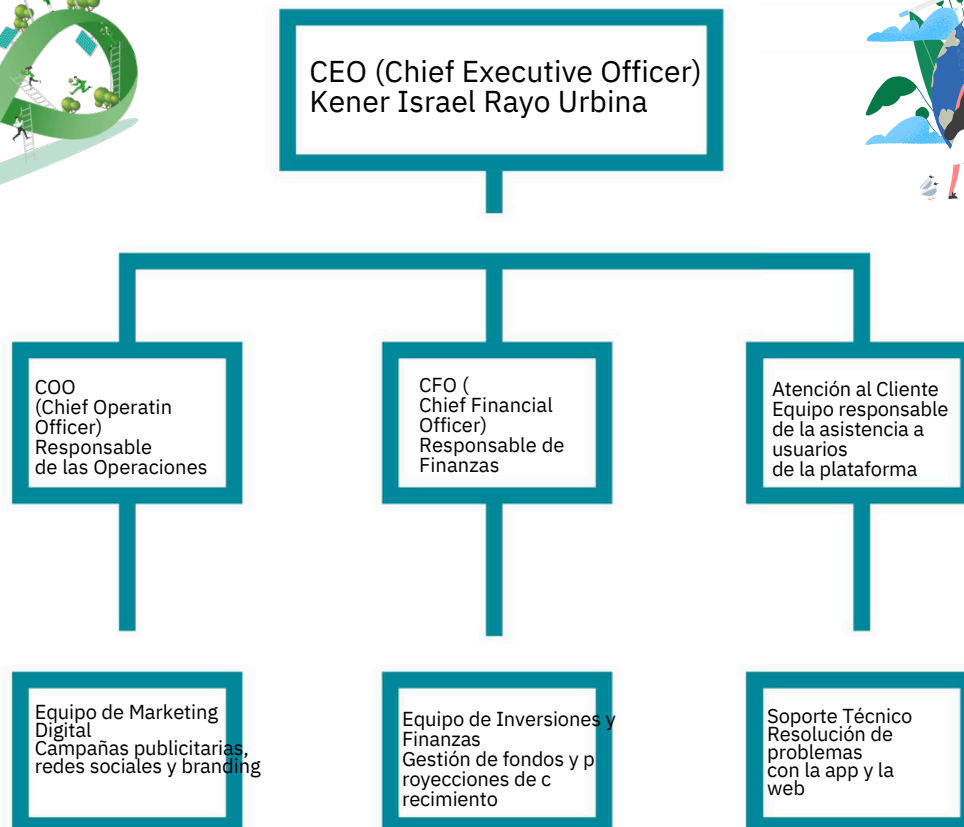 CEO (Chief Executive Officer)
Kener Israel Rayo Urbina
COO
(Chief Operatin
Officer)
Responsable
de las Operaciones
CFO (
Chief Financial
Officer)
Responsable de
Finanzas
Atención al Cliente
Equipo responsable
de la asistencia a
usuarios
de la plataforma
Equipo de Marketing
Digital
Campañas publicitarias,
redes sociales y branding
Equipo de Inversiones y
Finanzas
Gestión de fondos y p
royecciones de c
recimiento
Soporte Técnico
Resolución de
problemas
con la app y la
web